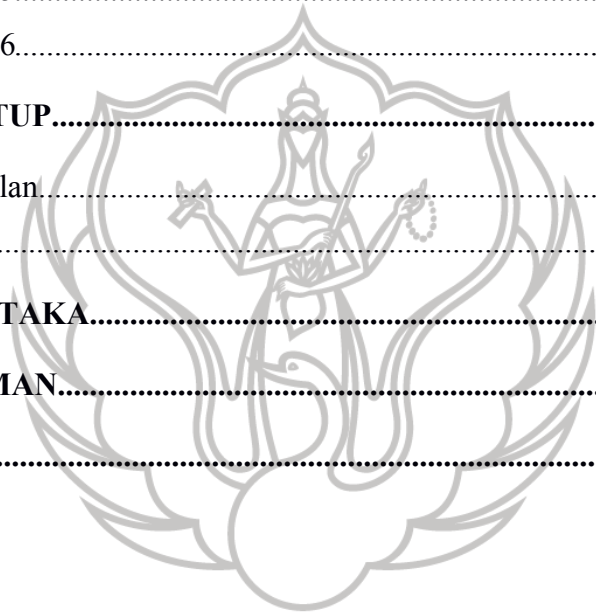 6..........................................................................
TUP..................................................................
lan......................................................................
...........................................................................
TAKA.............................................................
MAN.................................................................
...........................................................................